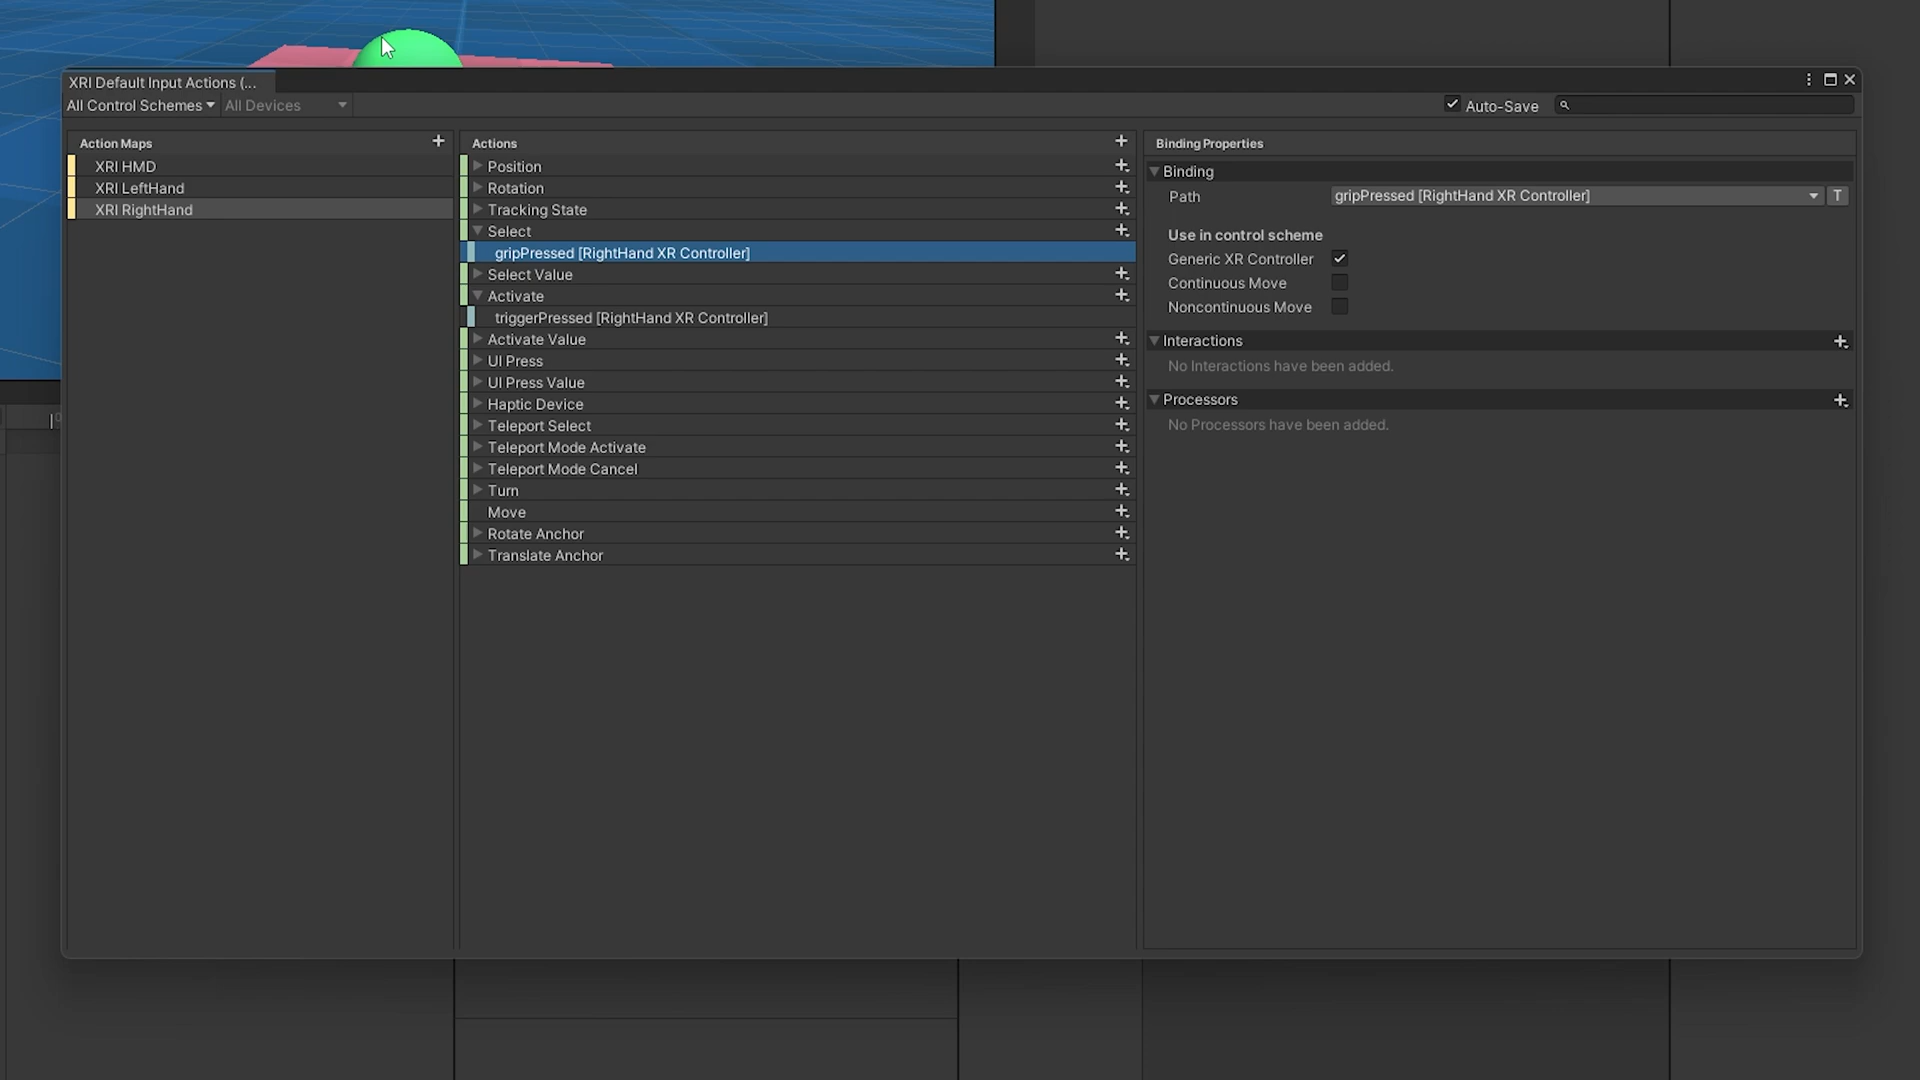 XRI Default Input Actions (...
All Control Schemes
All Devices
Auto-Save
Action Maps
XRI HMD
XRI LeftHand
XRI RightHand
Actions
Position
Rotation
Tracking State
Select
gripPressed [RightHand XR Controller]
Select Value
Activate
triggerPressed [RightHand XR Controller]
Activate Value
UI Press
UI Press Value
Haptic Device
Teleport Select
Teleport Mode Activate
Teleport Mode Cancel
Turn
Move
Rotate Anchor
Translate Anchor
Binding Properties
Binding
Path gripPressed [RightHand XR Controller] T
Use in control scheme
Generic XR Controller
Continuous Move
Noncontinuous Move
Interactions
No Interactions have been added.
Processors
No Processors have been added.